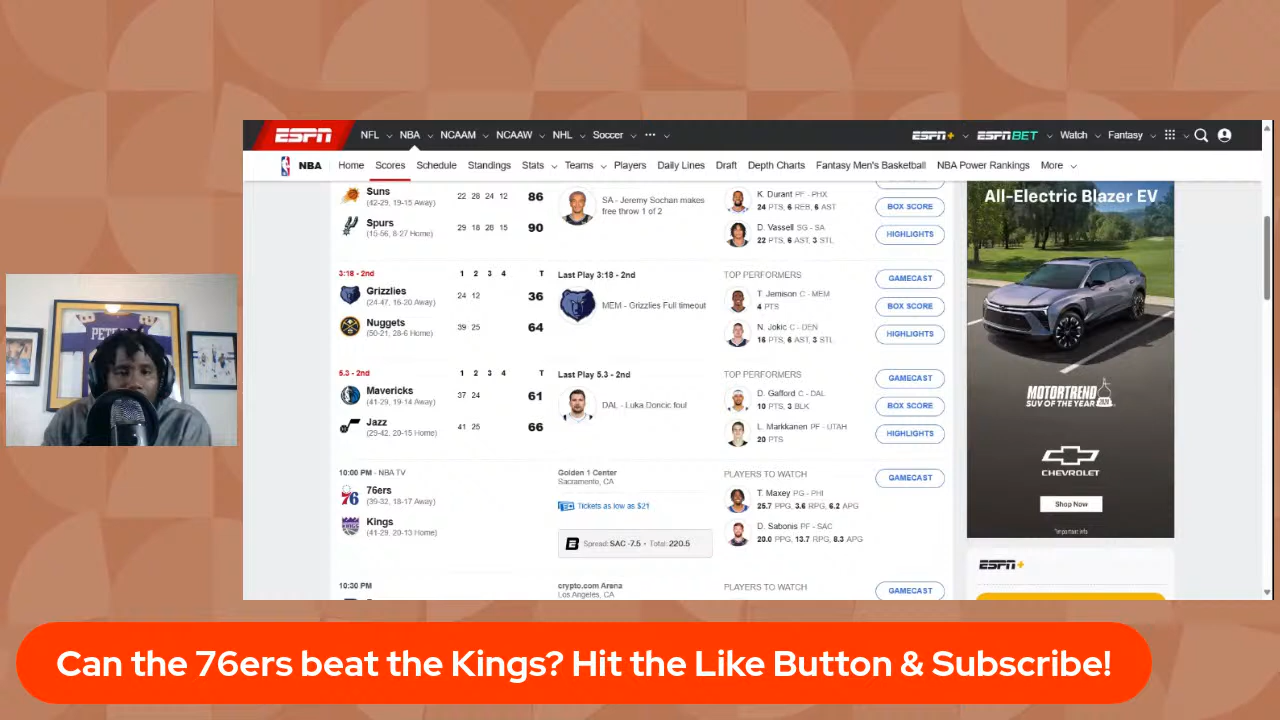 ESPN NFL NBA NCAAM NCAAW NHL Soccer ESPN+ ESPN BET Watch Fantasy
NBA Home Scores Schedule Standings Stats Teams Players Daily Lines Draft Depth Charts Fantasy Men's Basketball NBA Power Rankings More
Suns 22 28 24 12 86
(42-29, 19-15 Away)
Spurs 29 18 28 15 90
(15-56, 8-27 Home)
SA - Jeremy Sochan makes
free throw 1 of 2
K. Durant PF - PHX
24 PTS, 6 REB, 6 AST
D. Vassell SG - SA
22 PTS, 6 AST, 3 STL
BOX SCORE
HIGHLIGHTS
3:18 - 2nd 1 2 3 4 T Last Play 3:18 - 2nd TOP PERFORMERS
Grizzlies 24 12 36
(24-47, 16-20 Away)
Nuggets 39 25 64
(50-21, 28-6 Home)
MEM - Grizzlies Full timeout
T. Jemison C - MEM
4 PTS
N. Jokic C - DEN
16 PTS, 6 AST, 3 STL
GAMECAST
BOX SCORE
HIGHLIGHTS
5.3 - 2nd 1 2 3 4 T Last Play 5.3 - 2nd TOP PERFORMERS
Mavericks 37 24 61
(41-29, 19-14 Away)
Jazz 41 25 66
(29-42, 20-15 Home)
DAL - Luka Doncic foul
D. Gafford C - DAL
10 PTS, 3 BLK
L. Markkanen PF - UTAH
20 PTS
GAMECAST
BOX SCORE
HIGHLIGHTS
10:00 PM - NBA TV
76ers
(39-32, 18-17 Away)
Kings
(41-29, 20-13 Home)
Golden 1 Center
Sacramento, CA
Tickets as low as $21
Spread: SAC -7.5 • Total: 220.5
PLAYERS TO WATCH
T. Maxey PG - PHI
25.7 PPG, 3.6 RPG, 6.2 APG
D. Sabonis PF - SAC
20.0 PPG, 13.7 RPG, 8.3 APG
GAMECAST
10:30 PM
crypto.com Arena
Los Angeles, CA
PLAYERS TO WATCH
GAMECAST
All-Electric Blazer EV
MOTORTREND
SUV OF THE YEAR
CHEVROLET
Shop Now
ESPN+
Can the 76ers beat the Kings? Hit the Like Button & Subscribe!